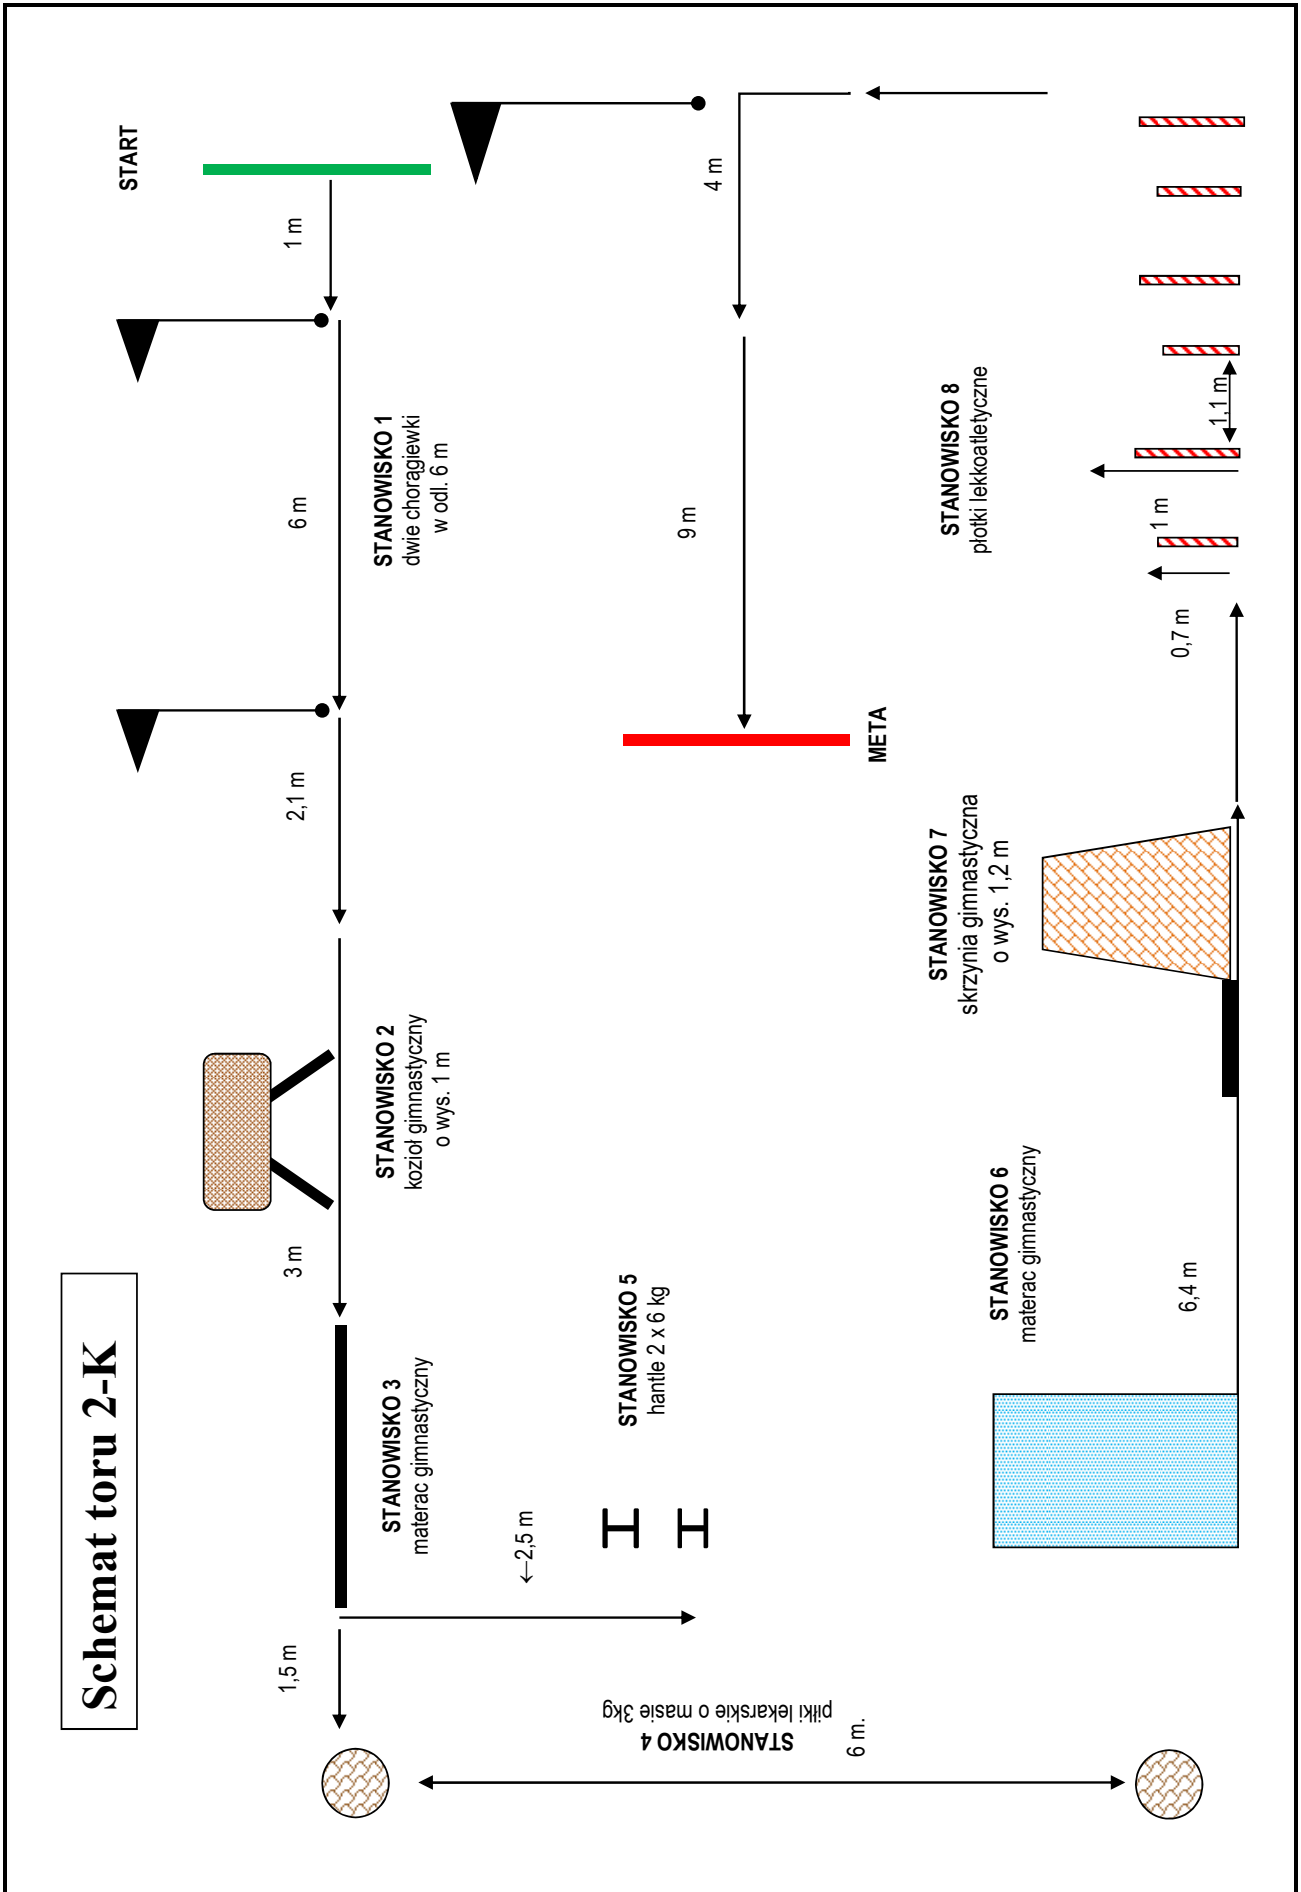 Schemat toru 2-K
START
1 m
6 m
STANOWISKO 1
dwie chorągiewki
w odl. 6 m
2,1 m
STANOWISKO 2
kozioł gimnastyczny
o wys. 1 m
3 m
STANOWISKO 3
materac gimnastyczny
1,5 m
←2,5 m
STANOWISKO 4
piłki lekarskie o masie 3kg
6 m.
STANOWISKO 5
hantle 2 x 6 kg
STANOWISKO 6
materac gimnastyczny
6,4 m
STANOWISKO 7
skrzynia gimnastyczna
o wys. 1,2 m
0,7 m
1 m
1,1 m
STANOWISKO 8
płotki lekkoatletyczne
4 m
9 m
META